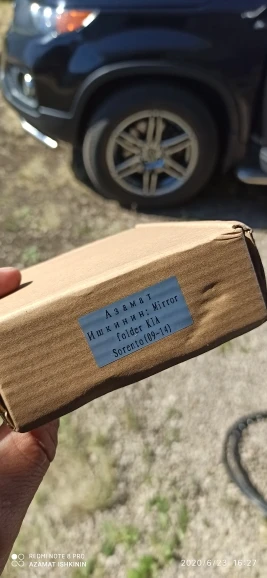 Азамат
Ишкинин: Mirror
Folder KIA
Sorento(09-14)
REDMI NOTE 8 PRO
AZAMAT ISHKININ
2020/6/23 16:27